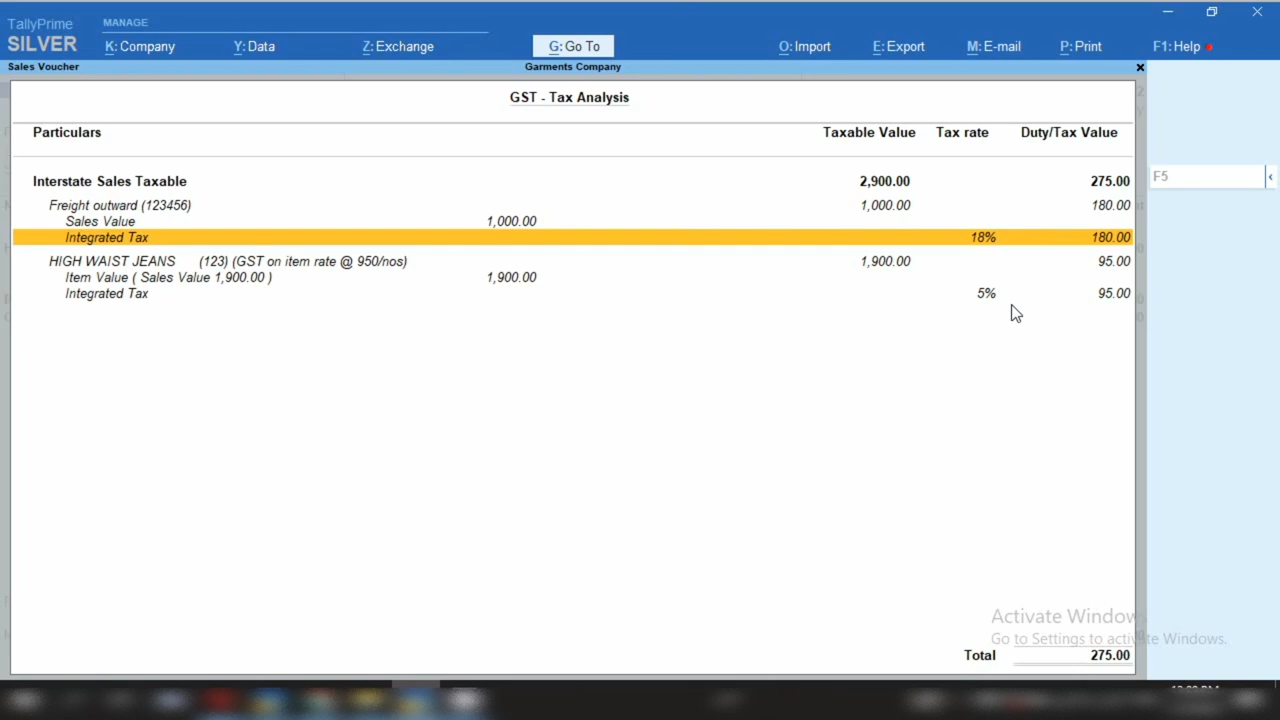 TallyPrime
MANAGE
SILVER
K: Company
Y: Data
Z: Exchange
G: Go To
O: Import
E: Export
M: E-mail
P: Print
F1: Help
Sales Voucher
Garments Company
GST - Tax Analysis
Particulars Taxable Value Tax rate Duty/Tax Value
Interstate Sales Taxable 2,900.00 275.00
Freight outward (123456) 1,000.00 180.00
Sales Value 1,000.00
Integrated Tax 18% 180.00
HIGH WAIST JEANS (123) (GST on item rate @ 950/nos) 1,900.00 95.00
Item Value ( Sales Value 1,900.00 ) 1,900.00
Integrated Tax 5% 95.00
F5
Activate Windows
Go to Settings to activate Windows.
Total 275.00